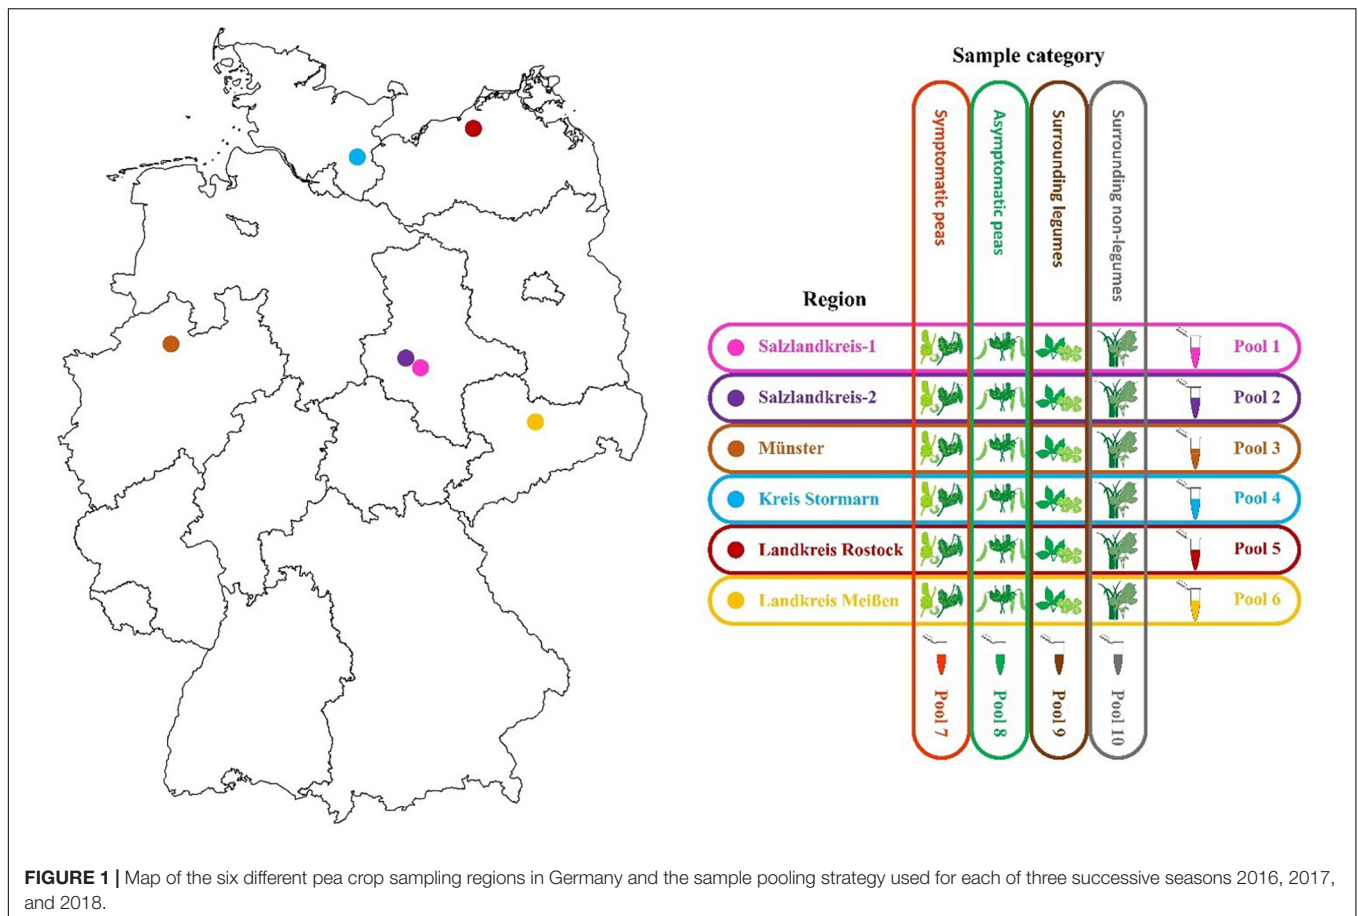 Sample category
Symptomatic peas
Asymptomatic peas
Surrounding legumes
Surrounding non-legumes
Region
Salzlandkreis-1
Pool 1
Salzlandkreis-2
Pool 2
Münster
Pool 3
Kreis Stormarn
Pool 4
Landkreis Rostock
Pool 5
Landkreis Meißen
Pool 6
Pool 7
Pool 8
Pool 9
Pool 10
FIGURE 1 | Map of the six different pea crop sampling regions in Germany and the sample pooling strategy used for each of three successive seasons 2016, 2017,
and 2018.